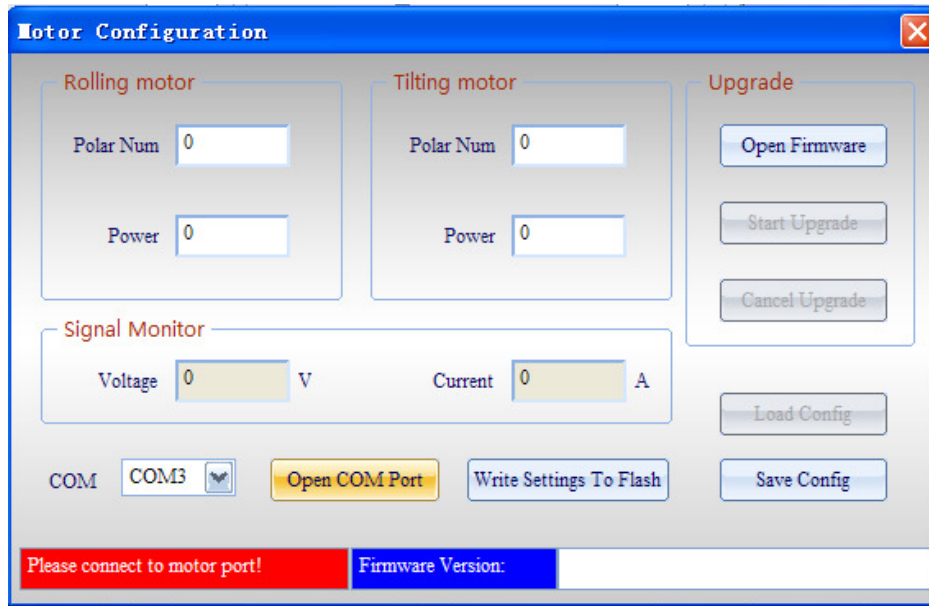 Motor Configuration
Rolling motor
Polar Num 0
Power 0
Tilting motor
Polar Num 0
Power 0
Upgrade
Open Firmware
Start Upgrade
Cancel Upgrade
Signal Monitor
Voltage 0 V
Current 0 A
Load Config
COM COM3
Open COM Port
Write Settings To Flash
Save Config
Please connect to motor port!
Firmware Version: